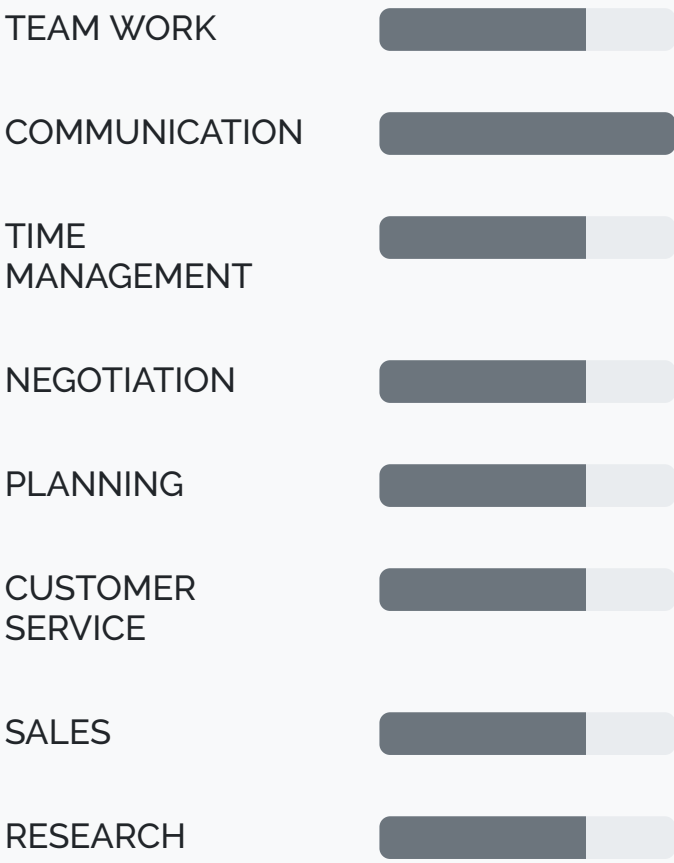 TEAM WORK
COMMUNICATION
TIME
MANAGEMENT
NEGOTIATION
PLANNING
CUSTOMER
SERVICE
SALES
RESEARCH